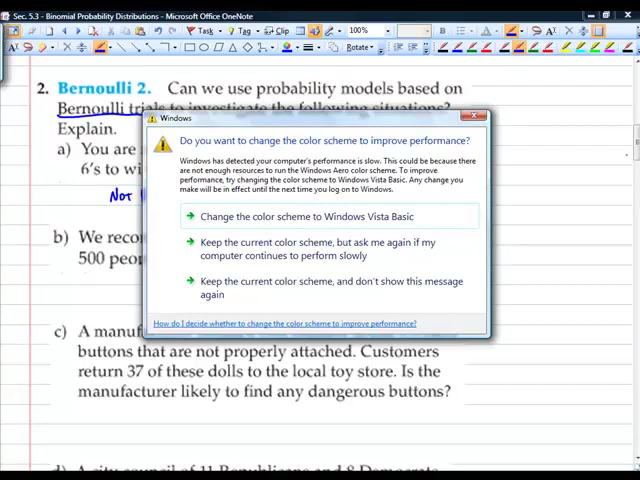 Sec. 5.3 - Binomial Probability Distributions - Microsoft Office OneNote
Task
Tag
100%
Rotate
2. Bernoulli 2. Can we use probability models based on
Bernoulli trials to investigate the following situations?
Explain.
a) You are
6's to wi
Not
b) We reco
500 peop
c) A manuf
buttons that are not properly attached. Customers
return 37 of these dolls to the local toy store. Is the
manufacturer likely to find any dangerous buttons?
d) A city council of 11 Republicans and 8 Democrats
Windows
Do you want to change the color scheme to improve performance?
Windows has detected your computer's performance is slow. This could be because there
are not enough resources to run the Windows Aero color scheme. To improve
performance, try changing the color scheme to Windows Vista Basic. Any change you
make will be in effect until the next time you log on to Windows.
Change the color scheme to Windows Vista Basic
Keep the current color scheme, but ask me again if my
computer continues to perform slowly
Keep the current color scheme, and don't show this message
again
How do I decide whether to change the color scheme to improve performance?